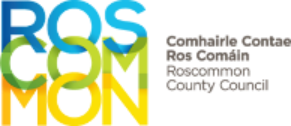 ROS
COM
MON
Comhairle Contae
Ros Comáin
Roscommon
County Council